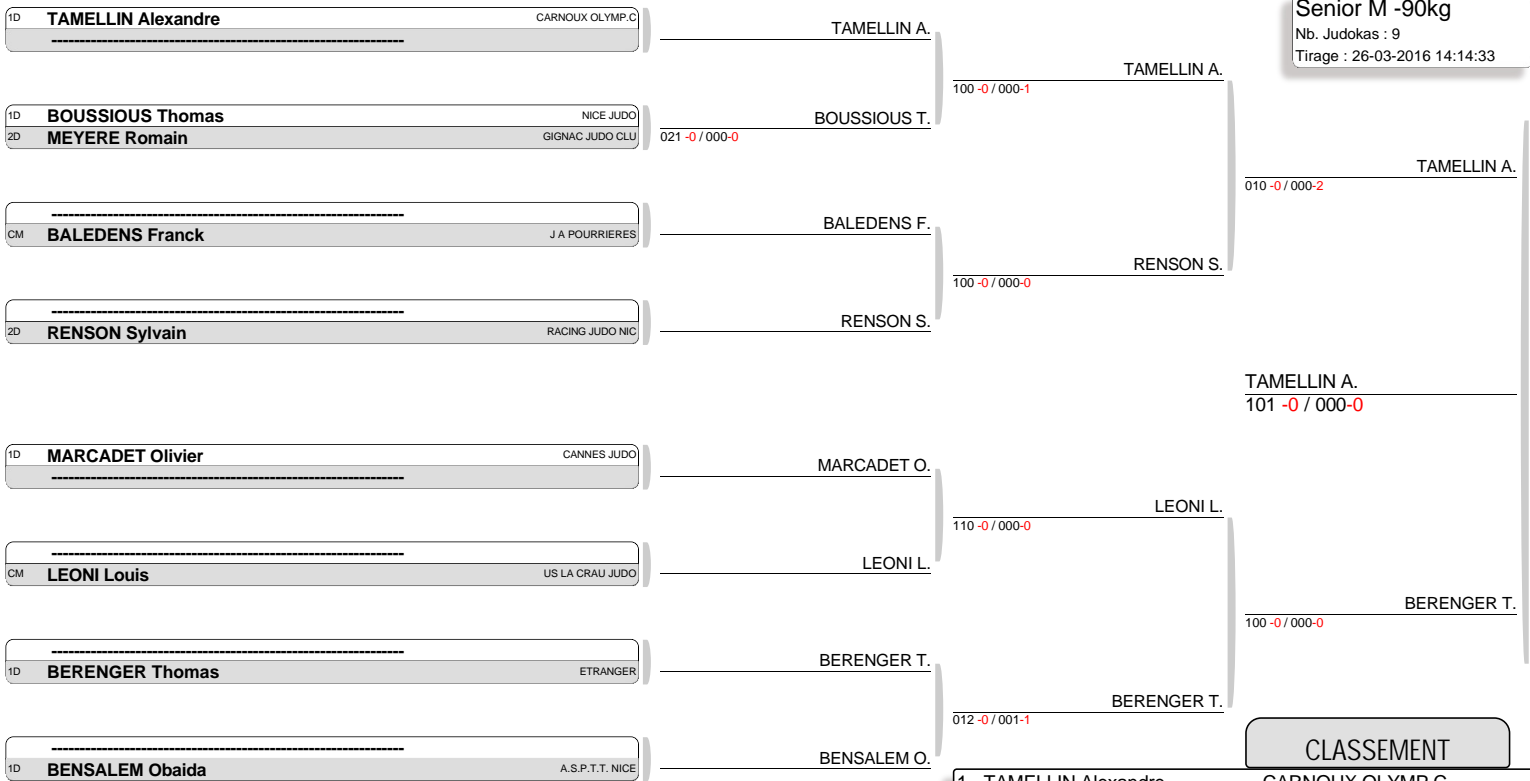 Senior M -90kg
Nb. Judokas : 9
Tirage : 26-03-2016 14:14:33
1D TAMELLIN Alexandre CARNOUX OLYMP.C
----------------------------------------------------------------
TAMELLIN A.
TAMELLIN A.
100 -0 / 000-1
1D BOUSSIOUS Thomas NICE JUDO
2D MEYERE Romain GIGNAC JUDO CLU
BOUSSIOUS T.
021 -0 / 000-0
TAMELLIN A.
010 -0 / 000-2
----------------------------------------------------------------
CM BALEDENS Franck J A POURRIERES
BALEDENS F.
RENSON S.
100 -0 / 000-0
----------------------------------------------------------------
2D RENSON Sylvain RACING JUDO NIC
RENSON S.
TAMELLIN A.
101 -0 / 000-0
1D MARCADET Olivier CANNES JUDO
----------------------------------------------------------------
MARCADET O.
LEONI L.
110 -0 / 000-0
----------------------------------------------------------------
CM LEONI Louis US LA CRAU JUDO
LEONI L.
BERENGER T.
100 -0 / 000-0
----------------------------------------------------------------
1D BERENGER Thomas ETRANGER
BERENGER T.
BERENGER T.
012 -0 / 001-1
----------------------------------------------------------------
1D BENSALEM Obaida A.S.P.T.T. NICE
BENSALEM O.
CLASSEMENT
1 TAMELLIN Alexandre CARNOUX OLYMP.C